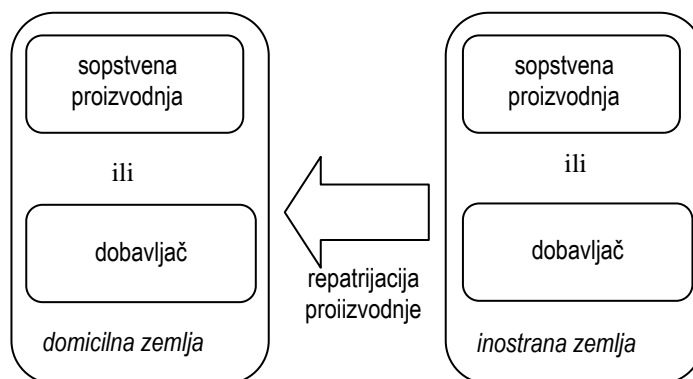 sopstvena
proizvodnja
ili
dobavljač
domicilna zemlja
repatrijacija
proiizvodnje
sopstvena
proizvodnja
ili
dobavljač
inostrana zemlja